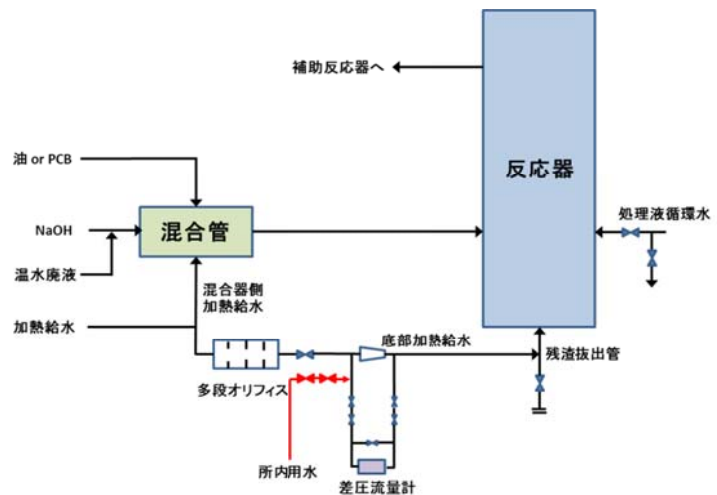 補助反応器へ
油 or PCB
反応器
処理液循環水
NaOH
混合管
温水廃液
混合器側
加熱給水
加熱給水
底部加熱給水
残渣抜出管
多段オリフィス
所内用水
差圧流量計